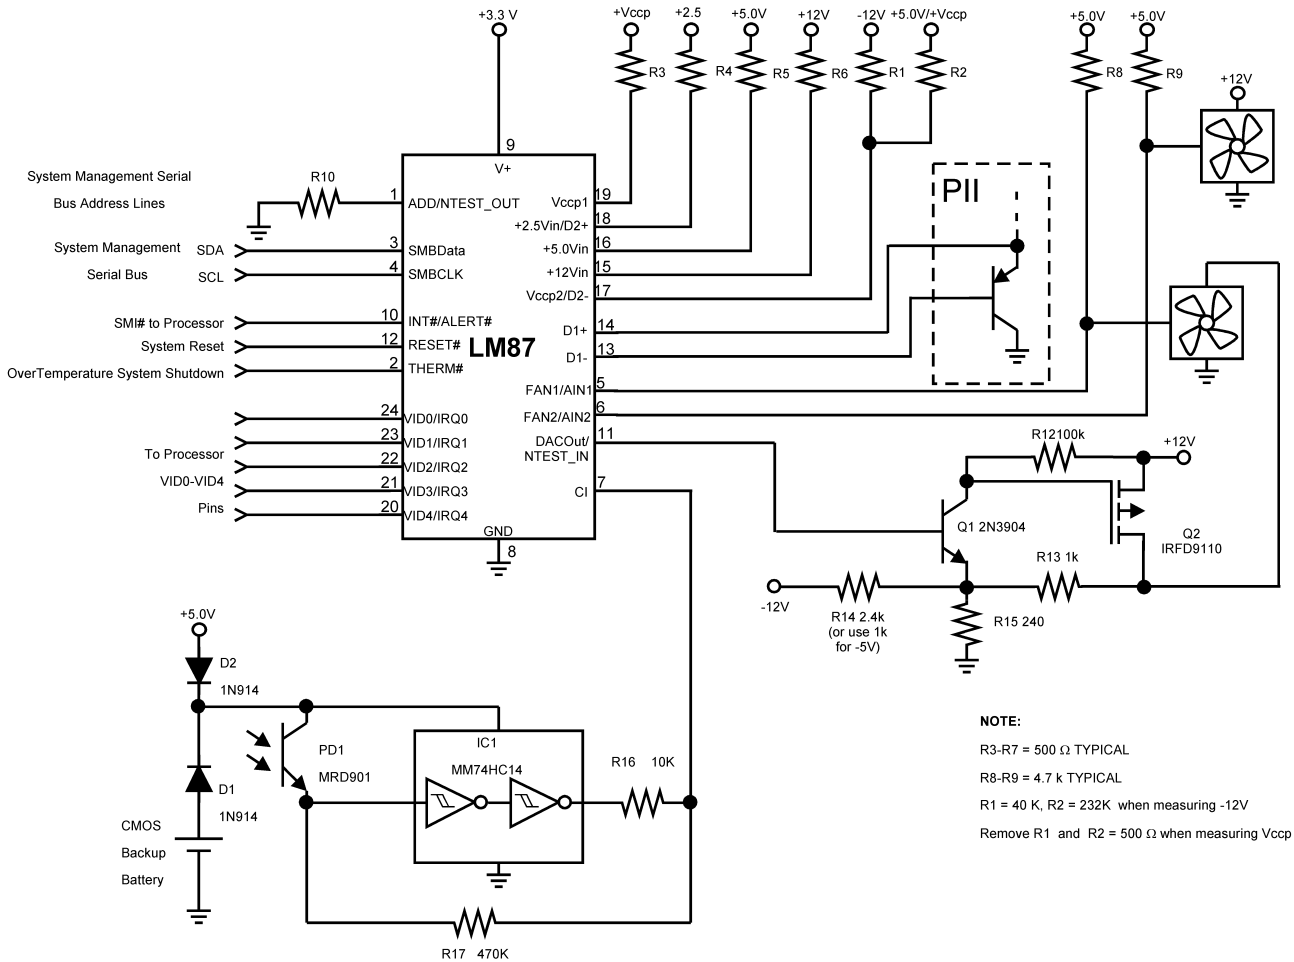 +3.3 V
+Vccp
+2.5
+5.0V
+12V
-12V
+5.0V/+Vccp
+5.0V
+5.0V
R3
R4
R5
R6
R1
R2
R8
R9
+12V
9
V+
PII
System Management Serial
Bus Address Lines
R10
1
ADD/NTEST_OUT
Vccp1
19
+2.5Vin/D2+
18
System Management
Serial Bus
SDA
3
SMBData
+5.0Vin
16
SCL
4
SMBCLK
+12Vin
15
Vccp2/D2-
17
SMI# to Processor
10
INT#/ALERT#
D1+
14
System Reset
12
RESET#
LM87
D1-
13
OverTemperature System Shutdown
2
THERM#
FAN1/AIN1
5
24
VID0/IRQ0
FAN2/AIN2
6
23
VID1/IRQ1
DACOut/
NTEST_IN
11
To Processor
VID0-VID4
Pins
22
VID2/IRQ2
21
VID3/IRQ3
CI
7
20
VID4/IRQ4
GND
8
R12100k
+12V
Q1 2N3904
Q2
IRFD9110
R13 1k
-12V
R14 2.4k
(or use 1k
for -5V)
R15 240
+5.0V
D2
1N914
PD1
MRD901
IC1
MM74HC14
R16 10K
D1
1N914
CMOS
Backup
Battery
R17 470K
NOTE:
R3-R7 = 500 Ω TYPICAL
R8-R9 = 4.7 k TYPICAL
R1 = 40 K, R2 = 232K when measuring -12V
Remove R1 and R2 = 500 Ω when measuring Vccp